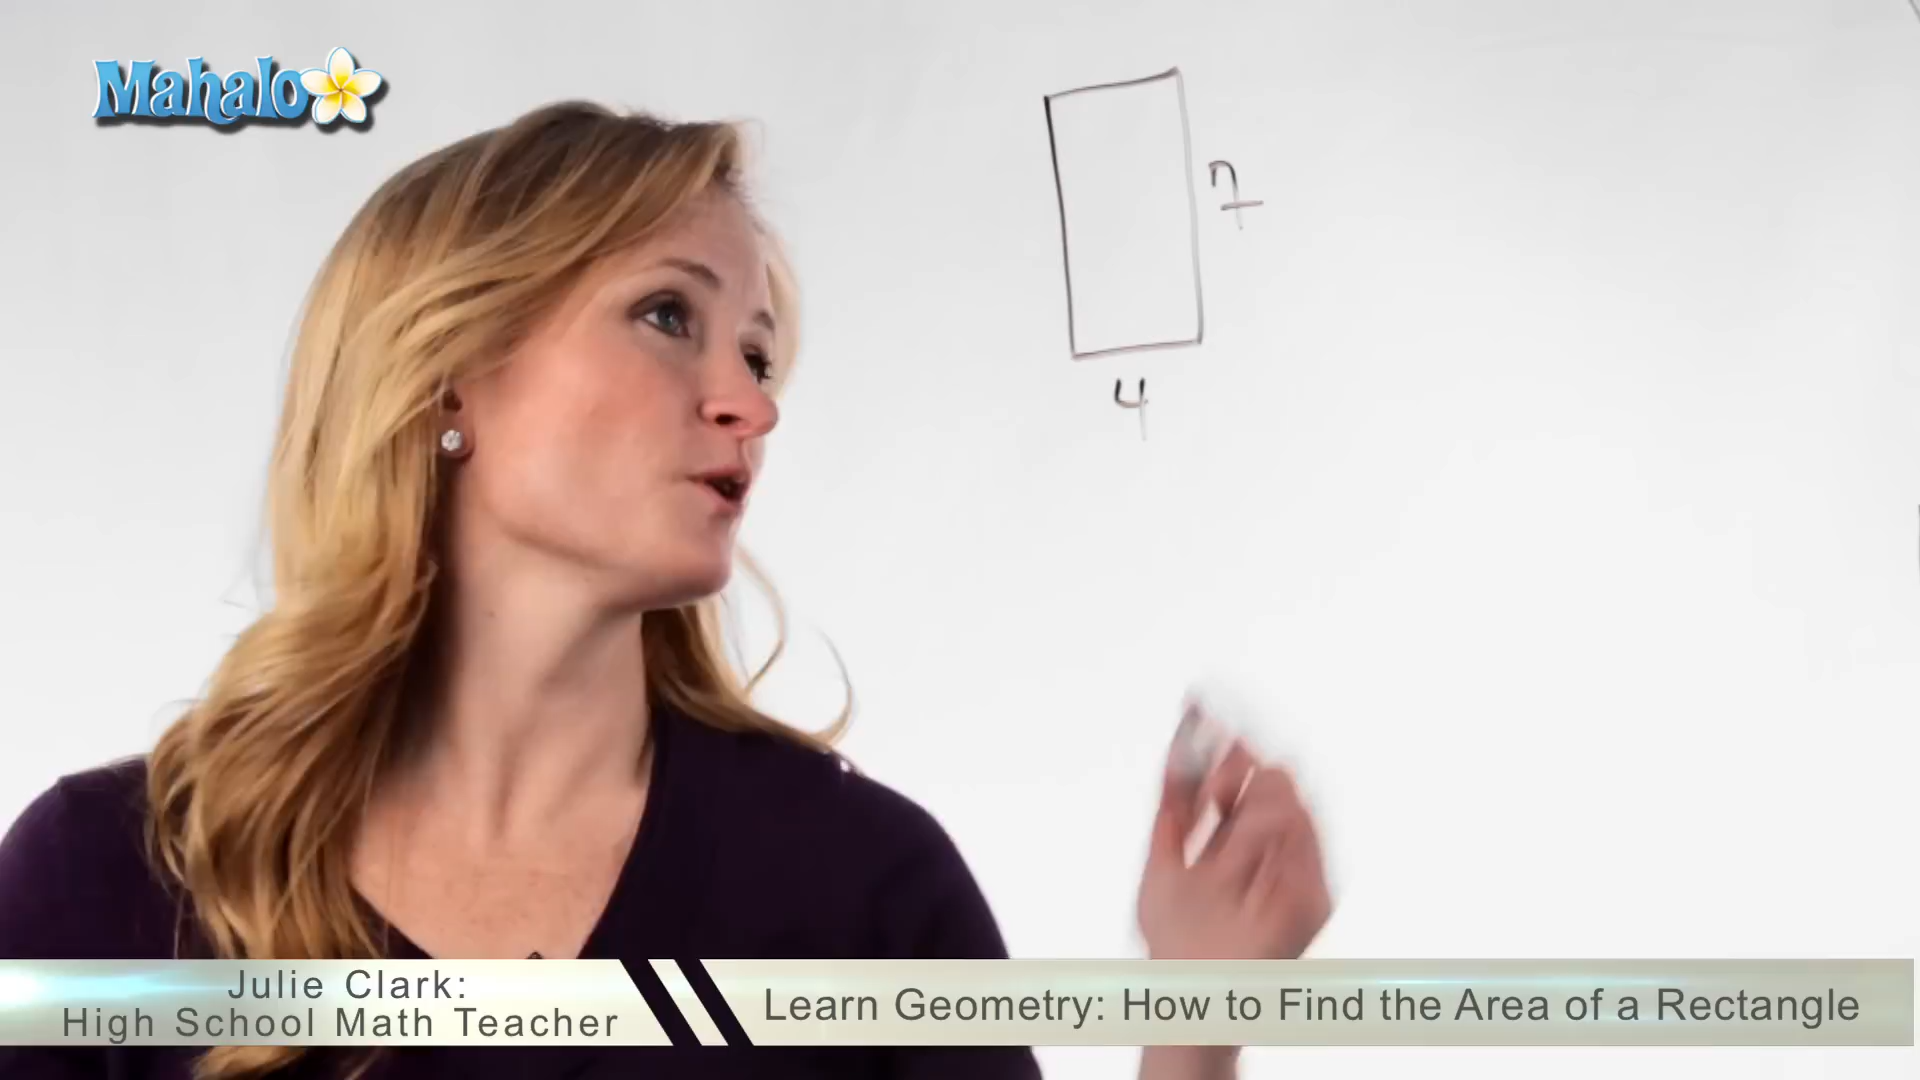 Mahalo
7
4
Julie Clark:
High School Math Teacher
Learn Geometry: How to Find the Area of a Rectangle